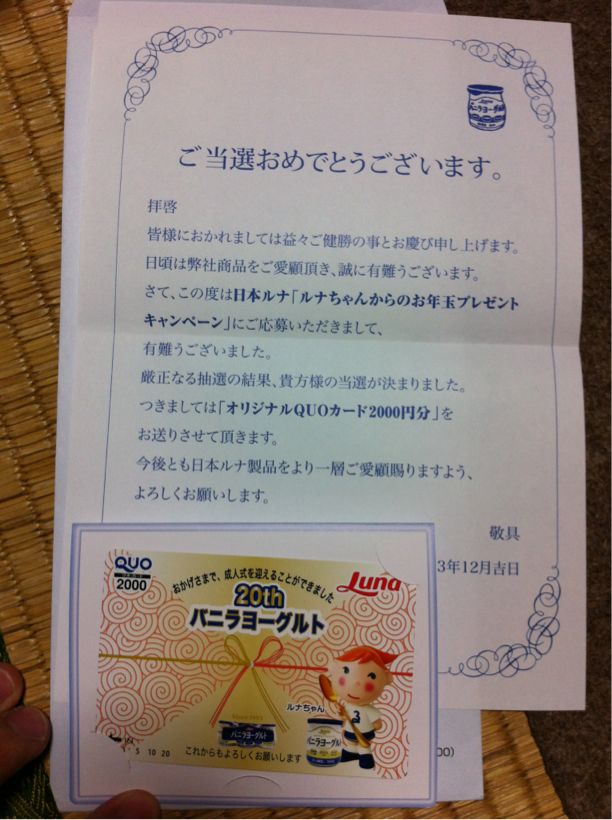 バニラヨーグルト
ご当選おめでとうございます。
拝啓
皆様におかれましては益々ご健勝の事とお慶び申し上げます。
日頃は弊社商品をご愛顧頂き、誠に有難うございます。
さて、この度は日本ルナ「ルナちゃんからのお年玉プレゼント
キャンペーン」にご応募いただきまして、
有難うございました。
厳正なる抽選の結果、貴方様の当選が決まりました。
つきましては「オリジナルQUOカード2000円分」を
お送りさせて頂きます。
今後とも日本ルナ製品をより一層ご愛顧賜りますよう、
よろしくお願いします。
敬具
3年12月吉日
QUO
2000
おかげさまで、成人式を迎えることができました
Luna
20th
バニラヨーグルト
ルナちゃん
Since 1993
バニラヨーグルト
3
バニラヨーグルト
5 10 20
これからもよろしくお願いします
00)